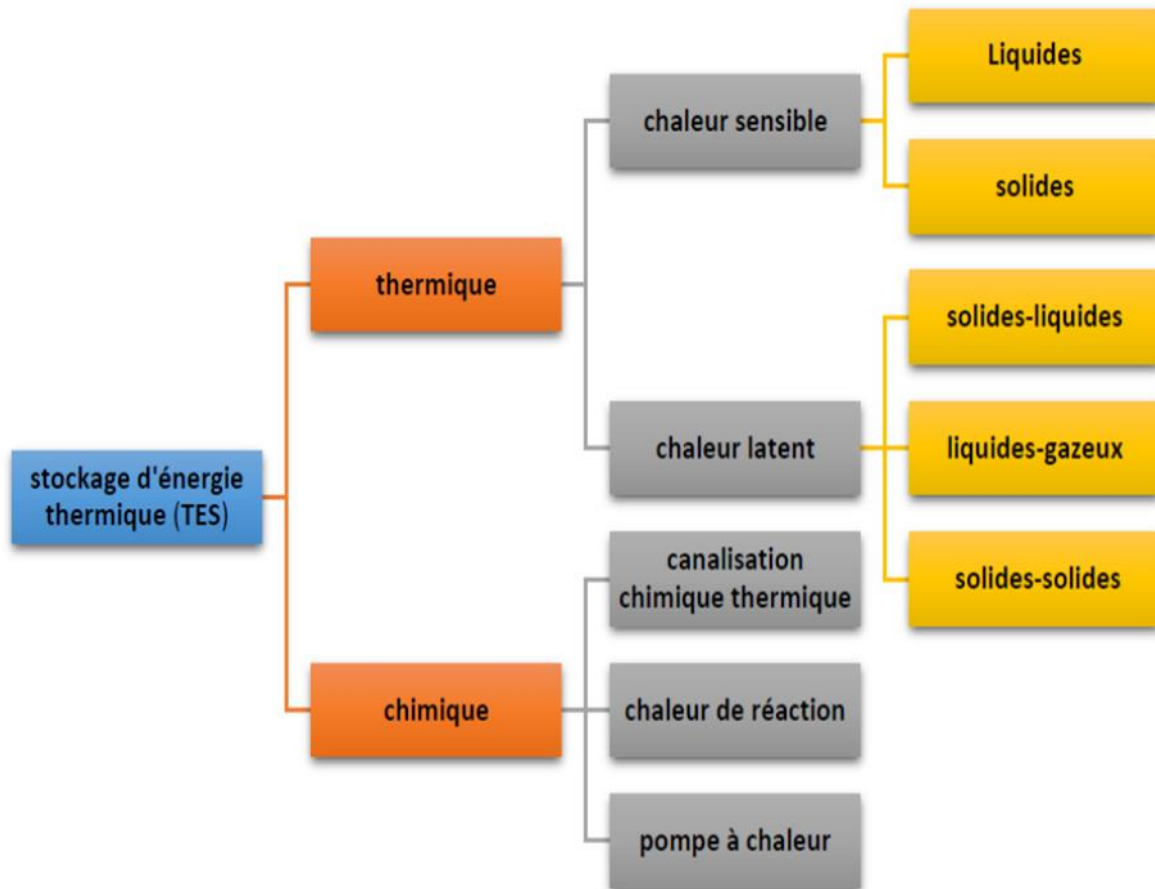 stockage d'énergie
thermique (TES)
thermique
chaleur sensible
Liquides
solides
chaleur latent
solides-liquides
liquides-gazeux
solides-solides
chimique
canalisation
chimique thermique
chaleur de réaction
pompe à chaleur